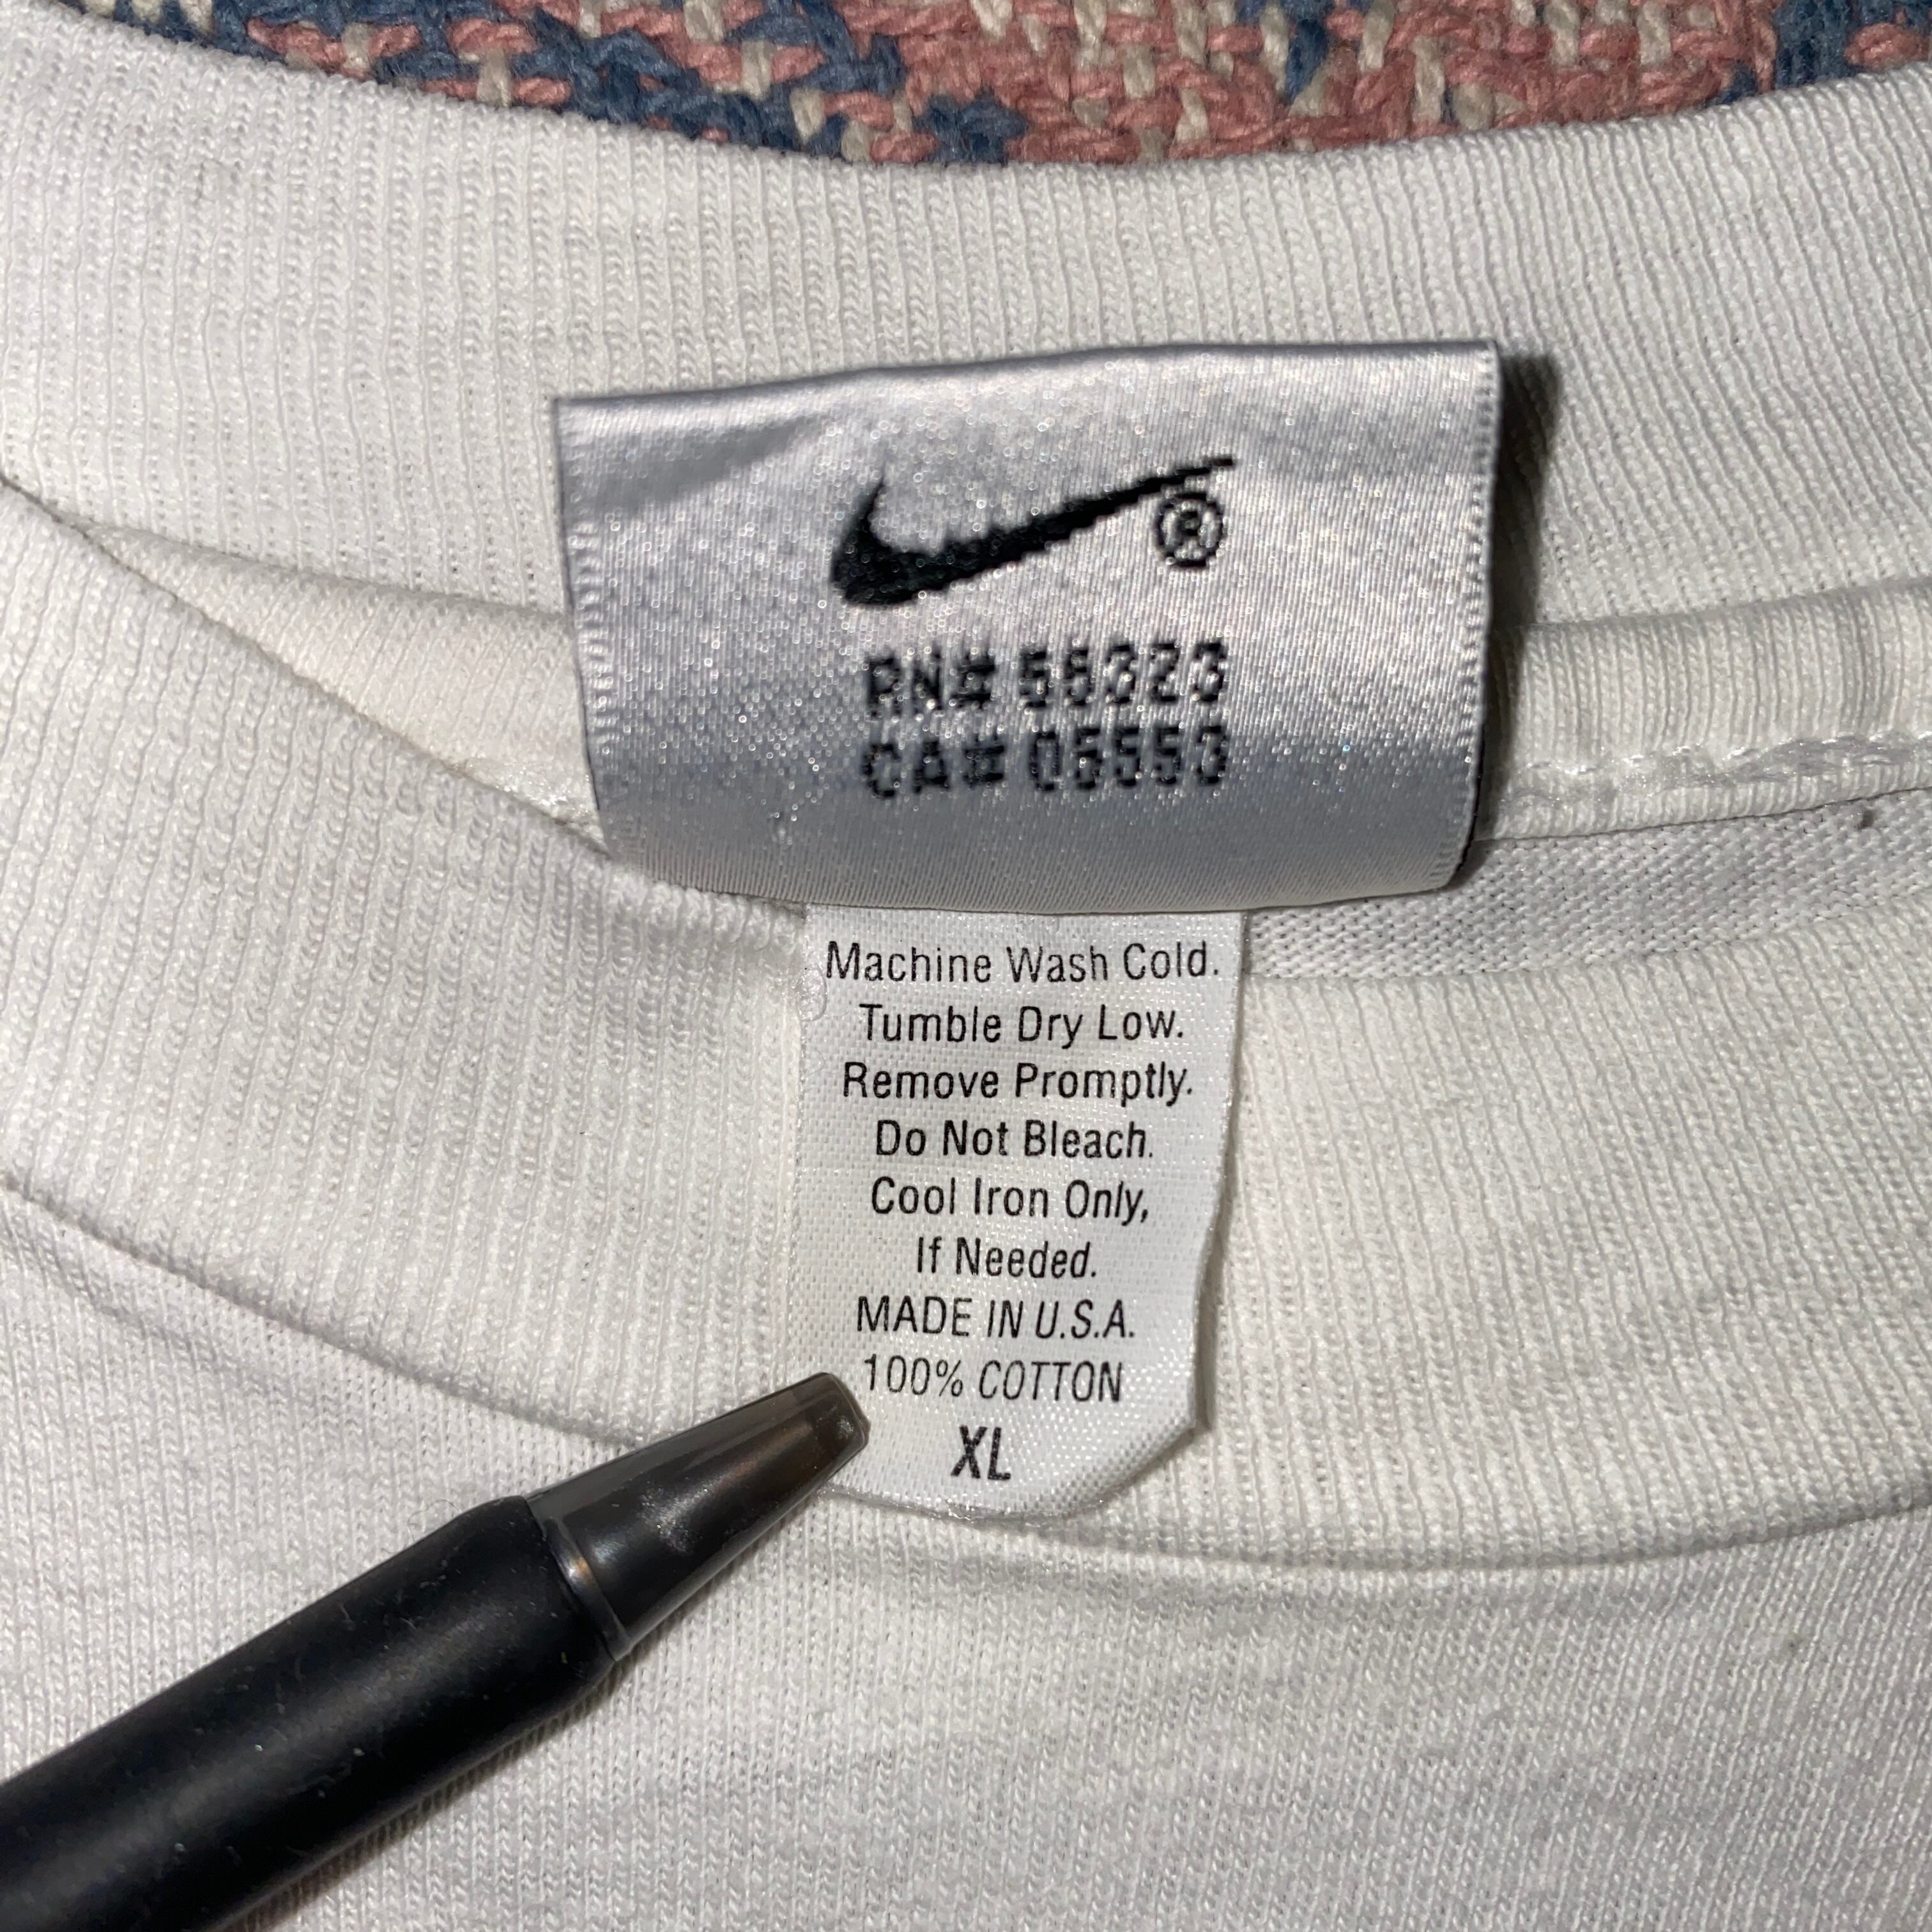 ®
RN# 56323
CA# 05553
Machine Wash Cold.
Tumble Dry Low.
Remove Promptly.
Do Not Bleach.
Cool Iron Only,
If Needed.
MADE IN U.S.A.
100% COTTON
XL